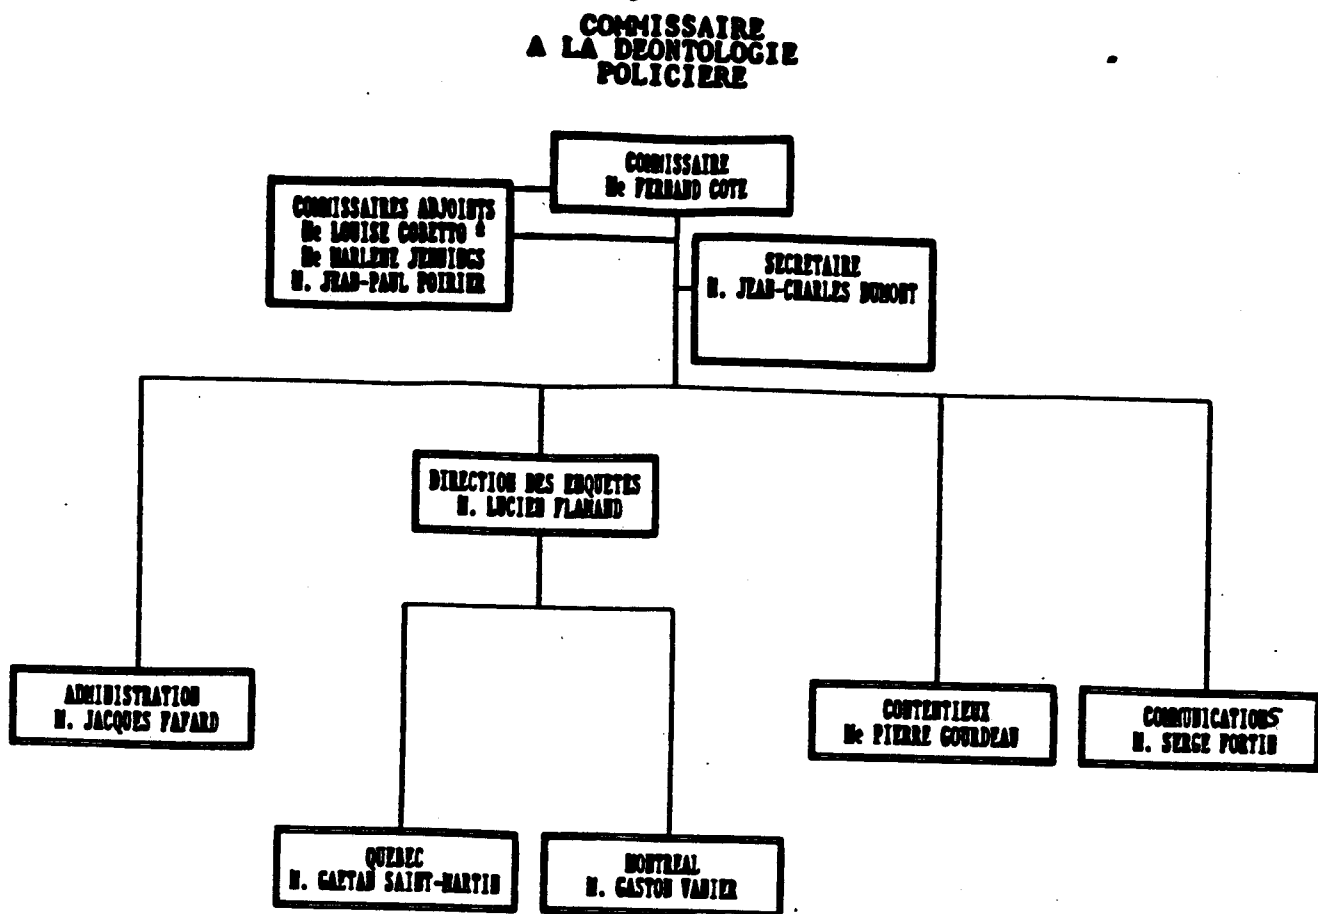 COMMISSAIRE
A LA DEONTOLOGIE
POLICIERE
COMMISSAIRE
Me FERNAND COTE
COMMISSAIRES ADJOINTS
Me LOUISE COBETTO *
Me MARLENE JENNINGS
M. JEAN-PAUL POIRIER
SECRETAIRE
M. JEAN-CHARLES DUMONT
DIRECTION DES ENQUETES
M. LUCIEN FLAMAND
ADMINISTRATION
M. JACQUES FAFARD
CONTENTIEUX
Me PIERRE GOURDEAU
COMMUNICATIONS
M. SERGE FORTIN
QUEBEC
M. GAETAN SAINT-MARTIN
MONTREAL
M. GASTON VANIER